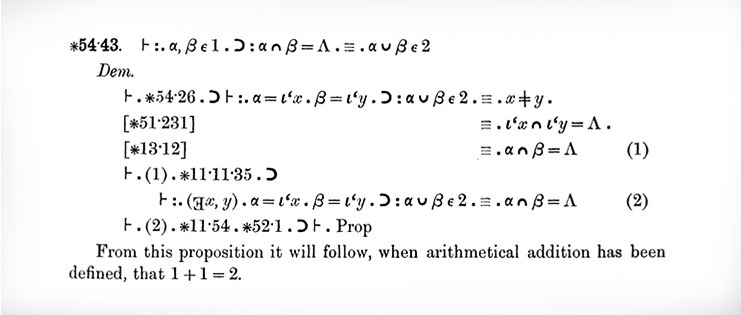 ∗54·43. ⊢:. α, β ε 1 . ⊃ : α ∩ β = Λ . ≡ . α ∪ β ε 2
Dem.
⊢ . ∗54·26 . ⊃ ⊢:. α = ι‘x . β = ι‘y . ⊃ : α ∪ β ε 2 . ≡ . x ≠ y .
[∗51·231] ≡ . ι‘x ∩ ι‘y = Λ .
[∗13·12] ≡ . α ∩ β = Λ (1)
⊢ . (1) . ∗11·11·35 . ⊃
⊢:. (∃x, y) . α = ι‘x . β = ι‘y . ⊃ : α ∪ β ε 2 . ≡ . α ∩ β = Λ (2)
⊢ . (2) . ∗11·54 . ∗52·1 . ⊃ ⊢ . Prop
From this proposition it will follow, when arithmetical addition has been
defined, that 1 + 1 = 2.